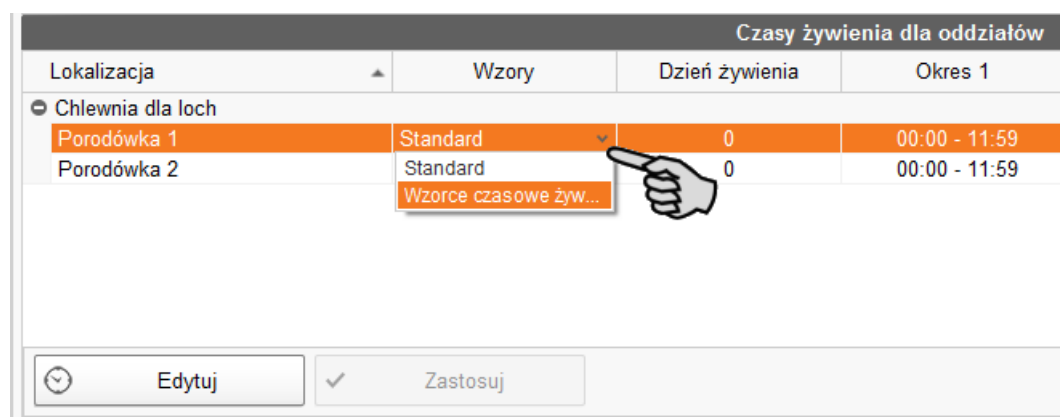 Czasy żywienia dla oddziałów
Lokalizacja Wzory Dzień żywienia Okres 1
Chlewnia dla loch
Porodówka 1 Standard 0 00:00 - 11:59
Porodówka 2 Standard 0 00:00 - 11:59
Wzorce czasowe żyw...
Edytuj Zastosuj